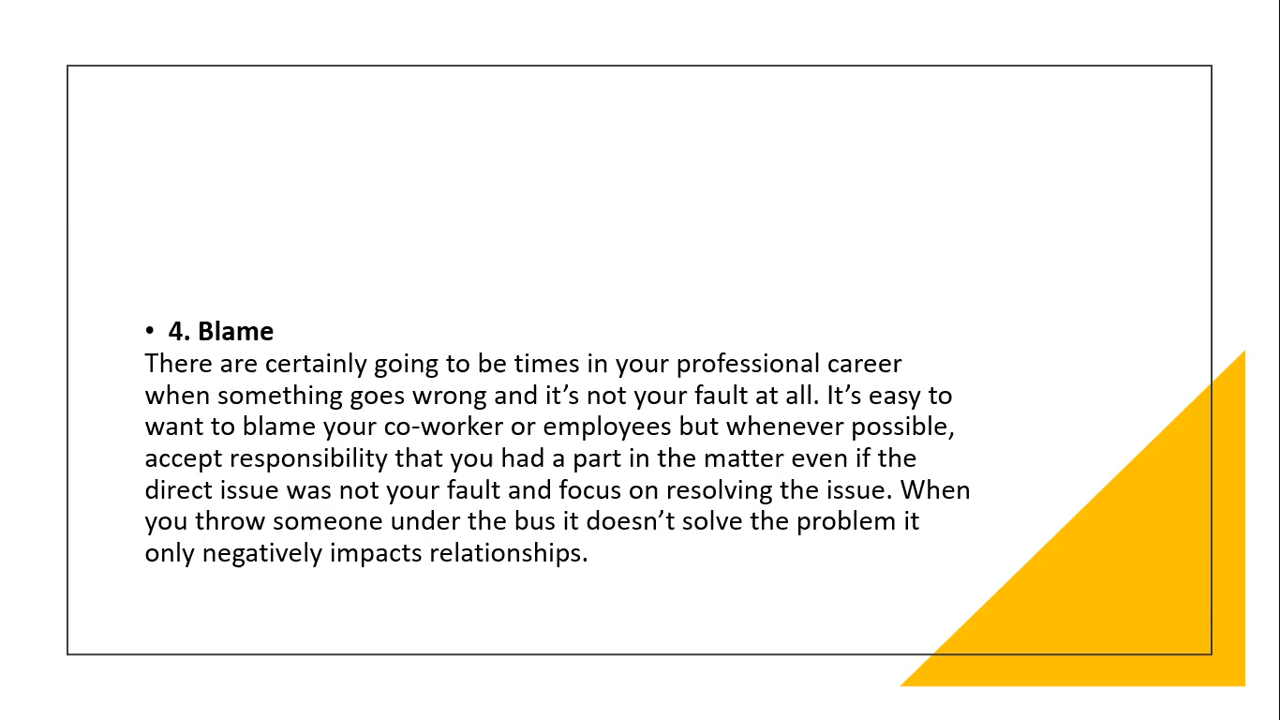 • 4. Blame
There are certainly going to be times in your professional career
when something goes wrong and it’s not your fault at all. It’s easy to
want to blame your co-worker or employees but whenever possible,
accept responsibility that you had a part in the matter even if the
direct issue was not your fault and focus on resolving the issue. When
you throw someone under the bus it doesn’t solve the problem it
only negatively impacts relationships.